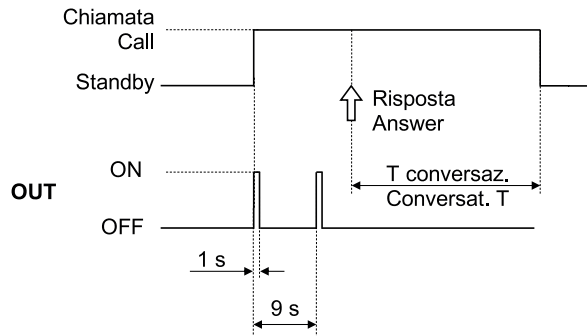 Chiamata
Call
Standby
Risposta
Answer
ON
T conversaz.
Conversat. T
OUT
OFF
1 s
9 s